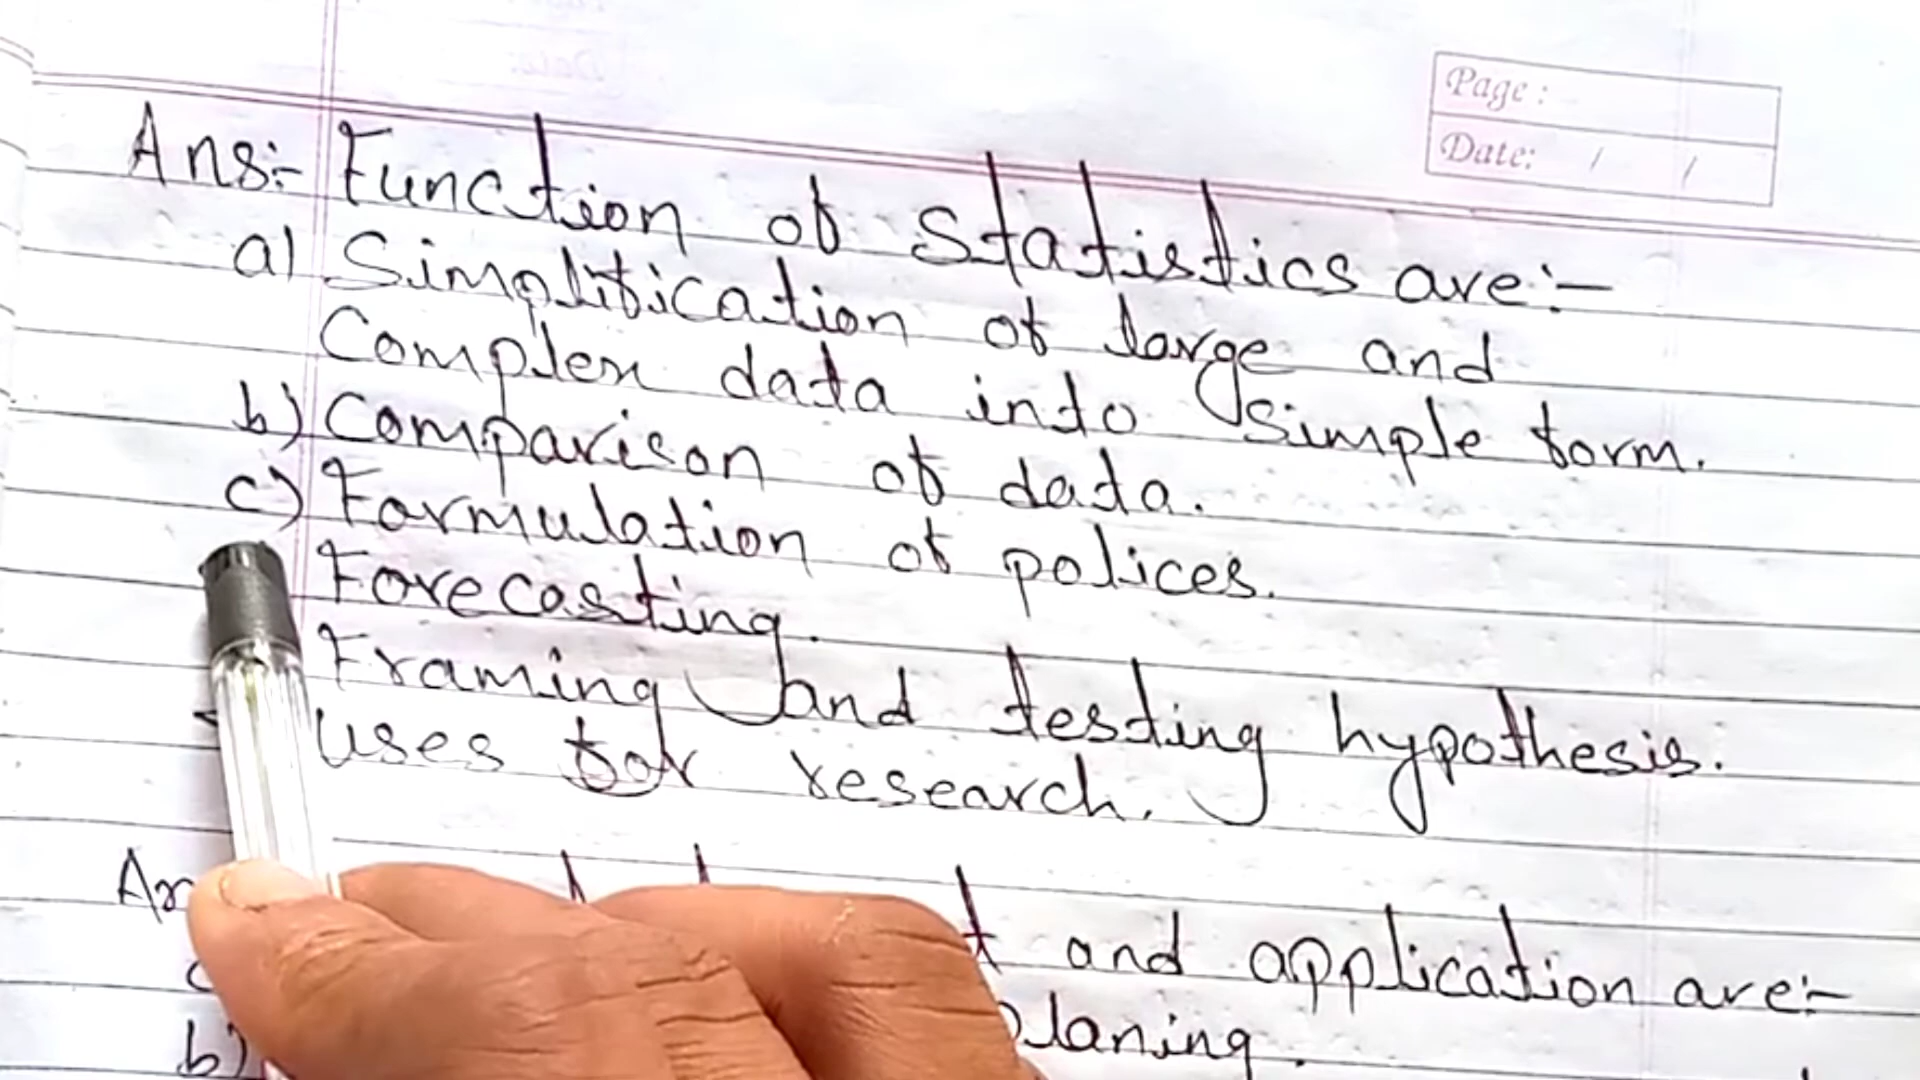 Page :
Date: / /
Ans:- Function of Statistics are:-
a) Simplification of large and
Complex data into simple form.
b) Comparison of data.
c) Formulation of polices.
Forecasting.
Framing and testing hypothesis.
Uses for research.
and application are:-
b) planing.